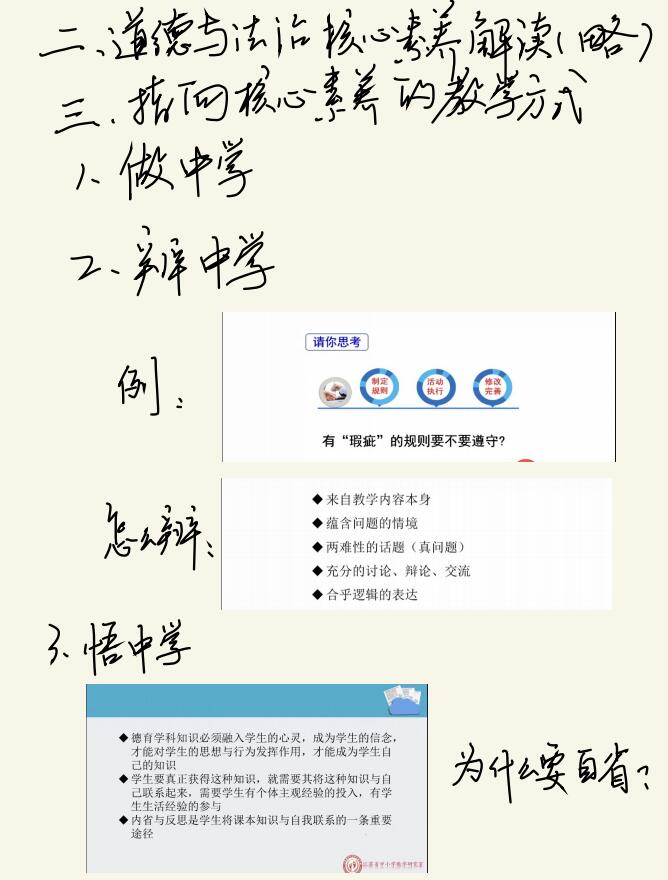 二、道德与法治核心素养解读(略)
三、指向核心素养的教学方式
1、做中学
2、辨中学
例:
请你思考
制定规则
活动执行
修改完善
有“瑕疵”的规则要不要遵守?
怎么辩:
◆来自教学内容本身
◆蕴含问题的情境
◆两难性的话题(真问题)
◆充分的讨论、辩论、交流
◆合乎逻辑的表达
3、悟中学
◆德育学科知识必须融入学生的心灵,成为学生的信念,
才能对学生的思想与行为发挥作用,才能成为学生自
己的知识
◆学生要真正获得这种知识,就需要其将这种知识与自
己联系起来,需要学生有个体主观经验的投入,有学
生生活经验的参与
◆内省与反思是学生将课本知识与自我联系的一条重要
途径
为什么要自省?
江苏省中小学教学研究室